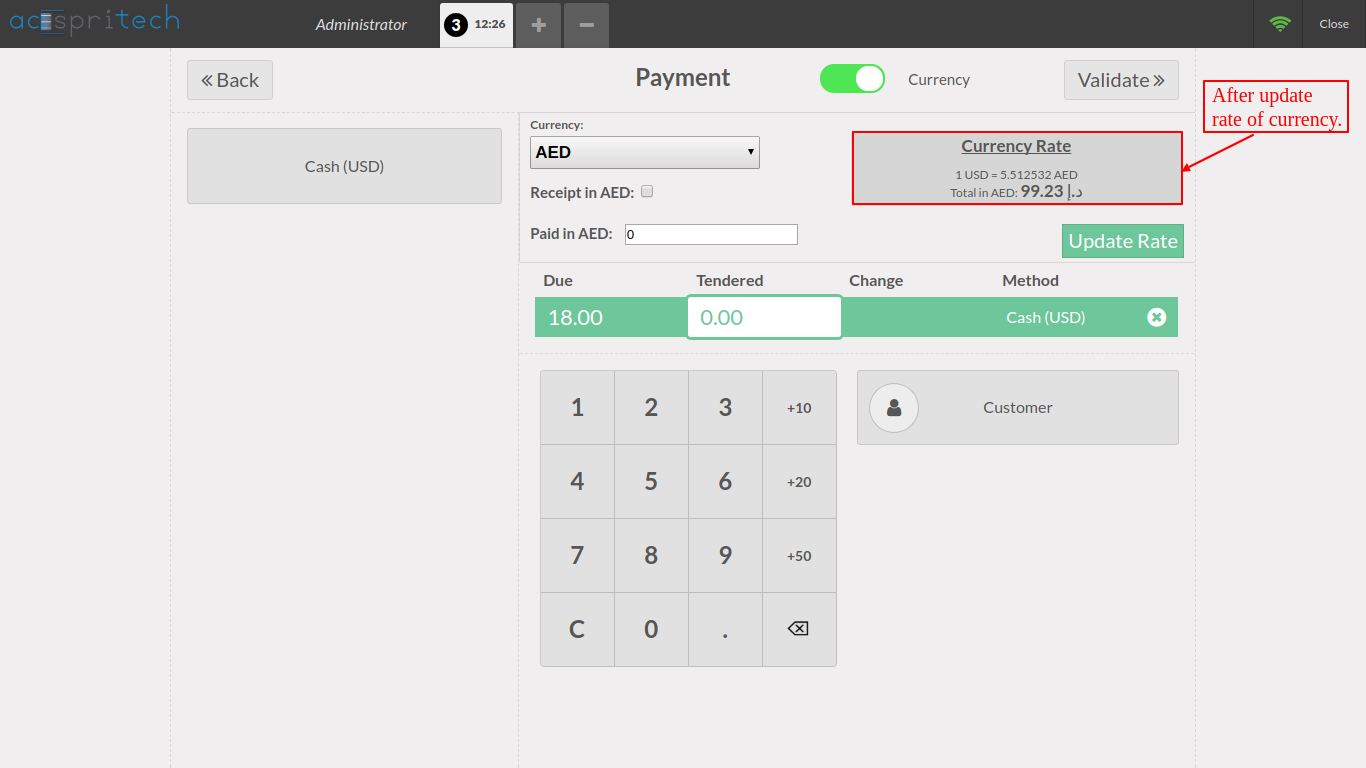 acespritech
Administrator
3 12:26
Close
Back
Payment
Currency
Validate
After update
rate of currency.
Cash (USD)
Currency:
AED
Receipt in AED:
Paid in AED: 0
Currency Rate
1 USD = 5.512532 AED
Total in AED: 99.23 د.إ
Update Rate
Due Tendered Change Method
18.00 0.00 Cash (USD)
1 2 3 +10
4 5 6 +20
7 8 9 +50
C 0 .
Customer